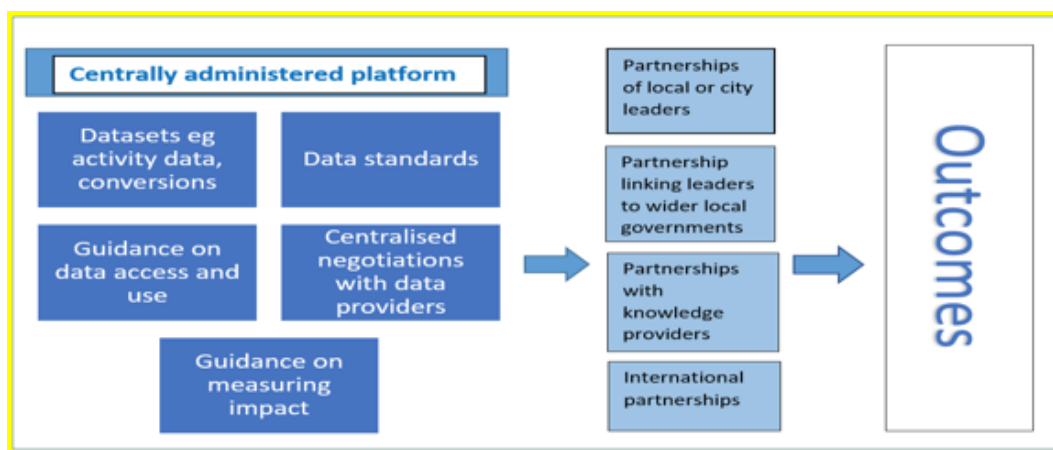 Centrally administered platform
Datasets eg
activity data,
conversions
Data standards
Guidance on
data access and
use
Centralised
negotiations
with data
providers
Guidance on
measuring
impact
Partnerships
of local or city
leaders
Partnership
linking leaders
to wider local
governments
Partnerships
with
knowledge
providers
International
partnerships
Outcomes